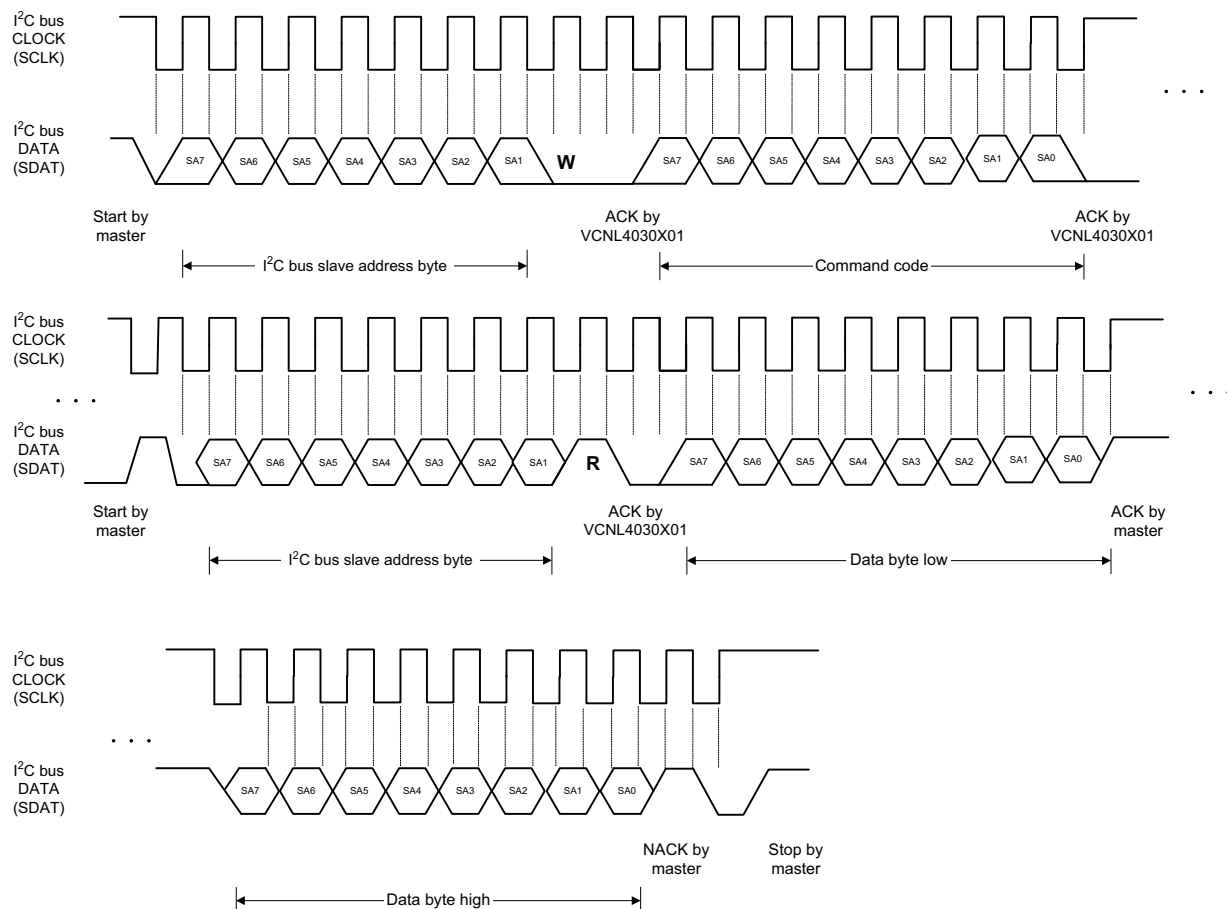 I²C bus
CLOCK
(SCLK)
. . .
I²C bus
DATA
(SDAT)
SA7 SA6 SA5 SA4 SA3 SA2 SA1 W SA7 SA6 SA5 SA4 SA3 SA2 SA1 SA0
Start by
master
ACK by
VCNL4030X01
ACK by
VCNL4030X01
I²C bus slave address byte
Command code
I²C bus
CLOCK
(SCLK)
. . .
. . .
I²C bus
DATA
(SDAT)
SA7 SA6 SA5 SA4 SA3 SA2 SA1 R SA7 SA6 SA5 SA4 SA3 SA2 SA1 SA0
Start by
master
ACK by
VCNL4030X01
ACK by
master
I²C bus slave address byte
Data byte low
I²C bus
CLOCK
(SCLK)
. . .
I²C bus
DATA
(SDAT)
SA7 SA6 SA5 SA4 SA3 SA2 SA1 SA0
NACK by
master
Stop by
master
Data byte high